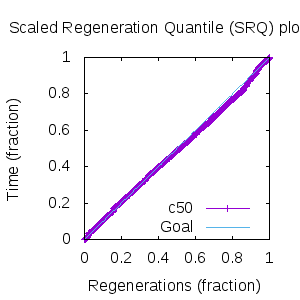 Scaled Regeneration Quantile (SRQ) plo
1
0.8
0.6
0.4
0.2
0
Time (fraction)
c50
Goal
0 0.2 0.4 0.6 0.8 1
Regenerations (fraction)